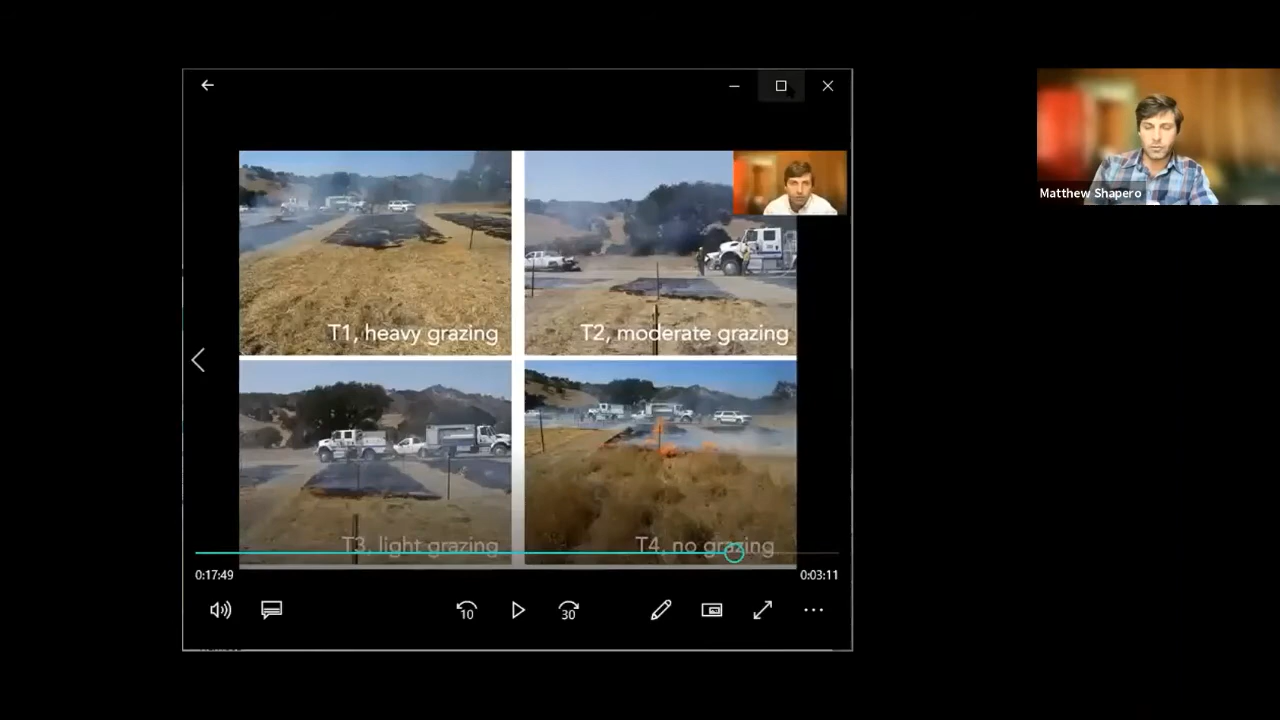 Matthew Shapero
T1, heavy grazing
T2, moderate grazing
T3, light grazing
T4, no grazing
0:17:49
0:03:11
10
30